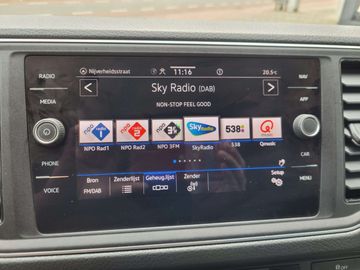 RADIO
MEDIA
PHONE
VOICE
Nijverheidsstraat
11:16
20.5°C
Sky Radio (DAB)
NON-STOP FEEL GOOD
npo 1
npo 2
npo 3FM
Sky Radio
538
Q music
NPO Rad1
NPO Rad2
NPO 3FM
SkyRadio
538
Qmusic
Bron
FM/DAB
Zenderlijst
Geheug.lijst
Zender
Setup
NAV
APP
CAR
MENU
off